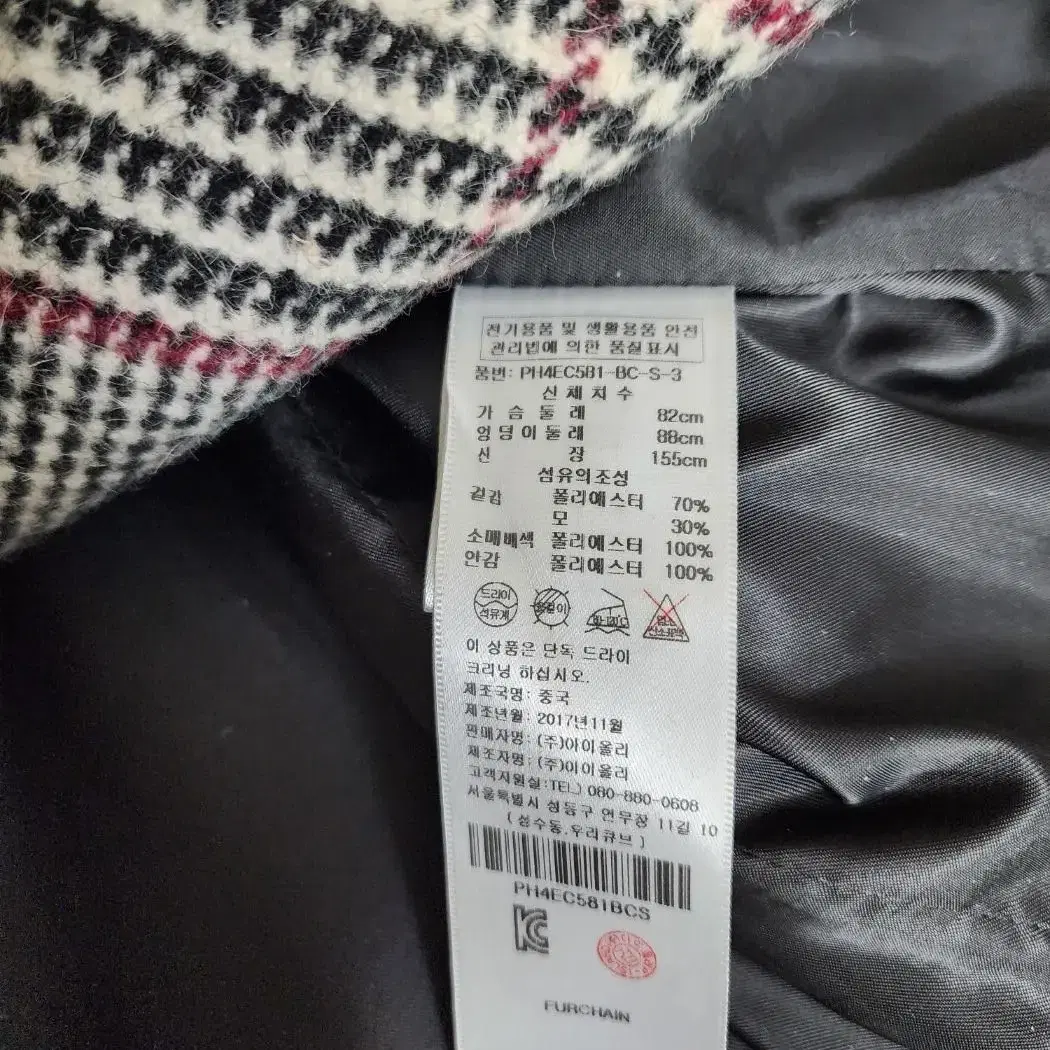 전기용품 및 생활용품 안전
관리법에 의한 품질표시
품번: PH4EC581-BC-S-3
신 체 치 수
가 슴 둘 레 82cm
엉덩이둘레 88cm
신 장 155cm
섬유의조성
겉감 폴리에스터 70%
모 30%
소매배색 폴리에스터 100%
안감 폴리에스터 100%
드라이
석유계
이 상품은 단독 드라이
크리닝 하십시오.
제조국명: 중국
제조년월: 2017년11월
판매자명: (주)아이올리
제조자명: (주)아이올리
고객지원실:TEL) 080-880-0608
서울특별시 성동구 연무장 11길 10
(성수동.우리큐브)
PH4EC581BCS
KC
FURCHAIN